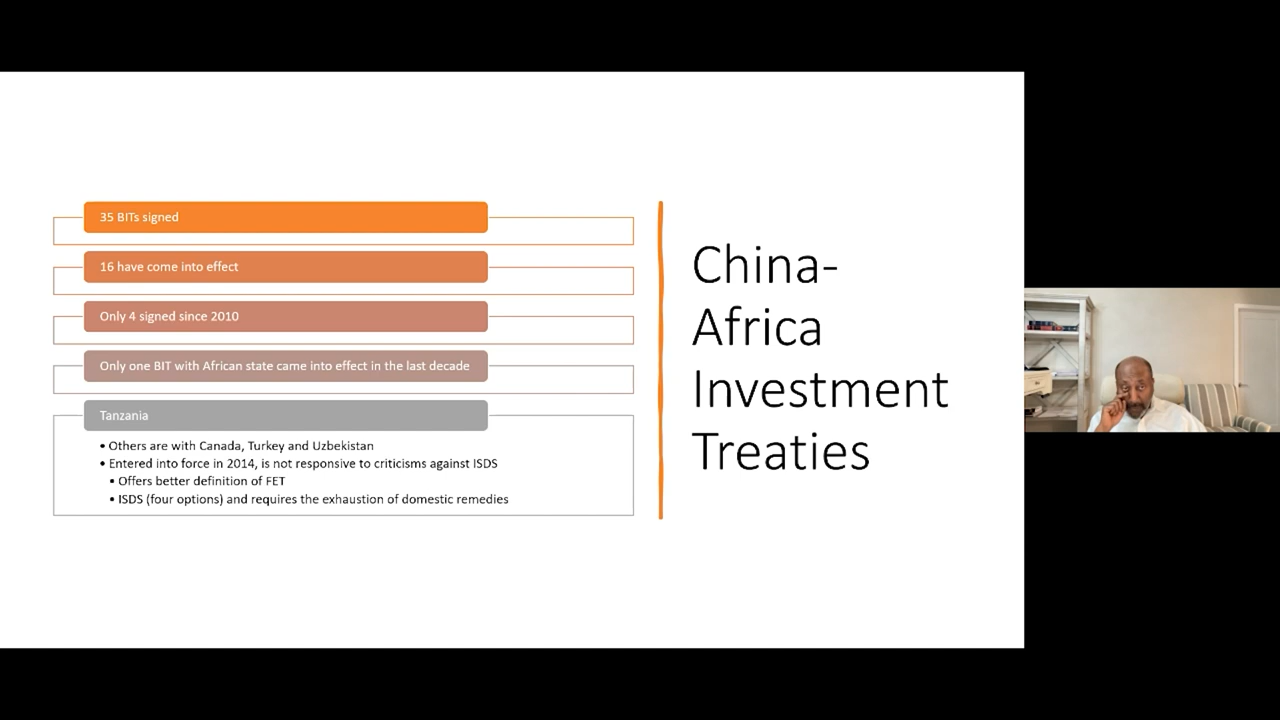 35 BITs signed
16 have come into effect
Only 4 signed since 2010
Only one BIT with African state came into effect in the last decade
Tanzania
• Others are with Canada, Turkey and Uzbekistan
• Entered into force in 2014, is not responsive to criticisms against ISDS
• Offers better definition of FET
• ISDS (four options) and requires the exhaustion of domestic remedies
China-
Africa
Investment
Treaties